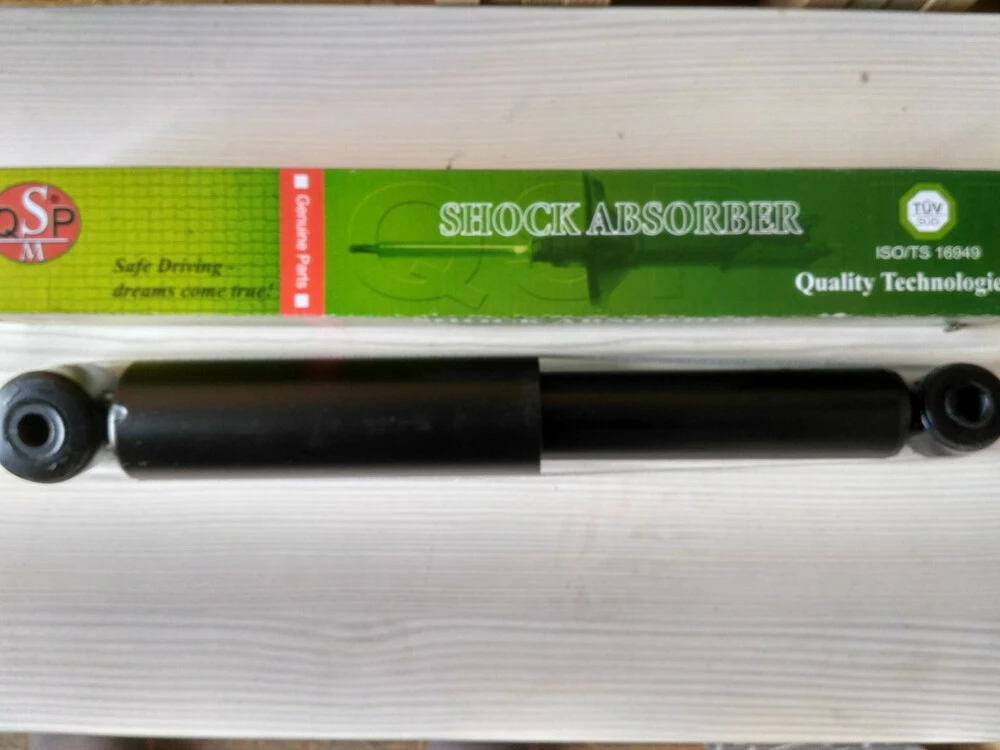 QSP
M
Safe Driving -
dreams come true!
Genuine Parts
SHOCK ABSORBER
TÜV
SÜD
ISO/TS 16949
Quality Technologie